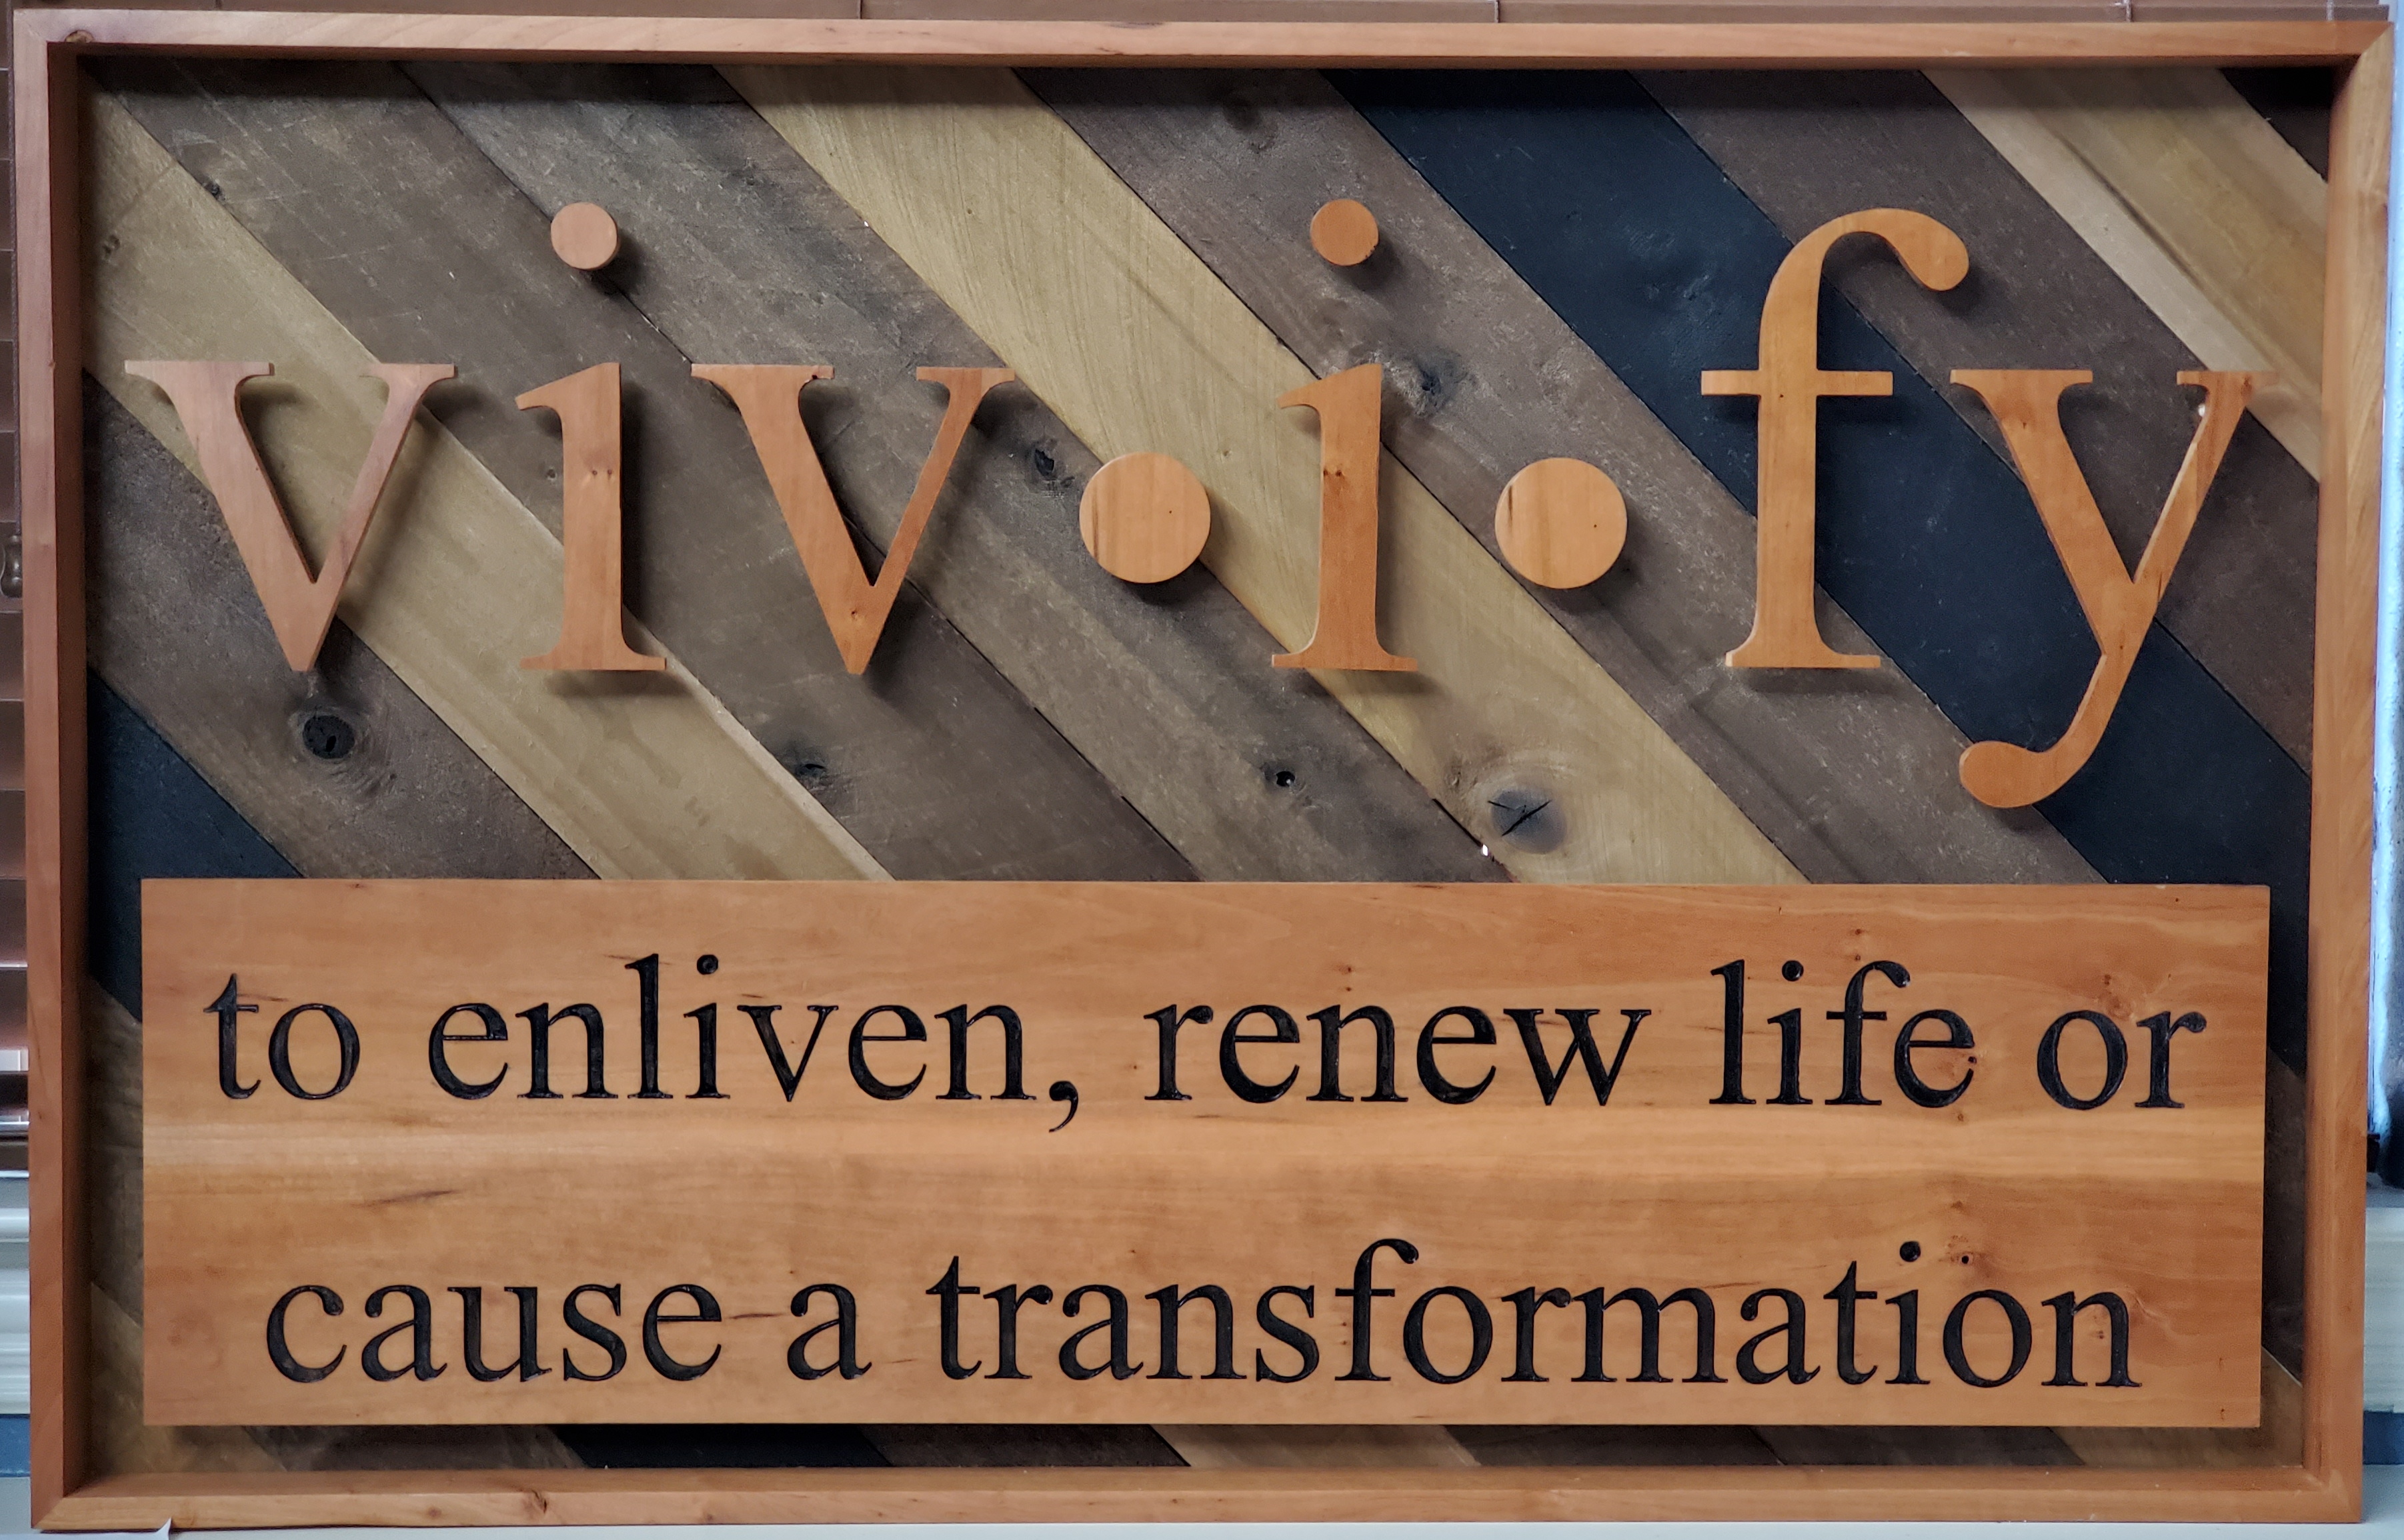 viv•i•fy
to enliven, renew life or
cause a transformation